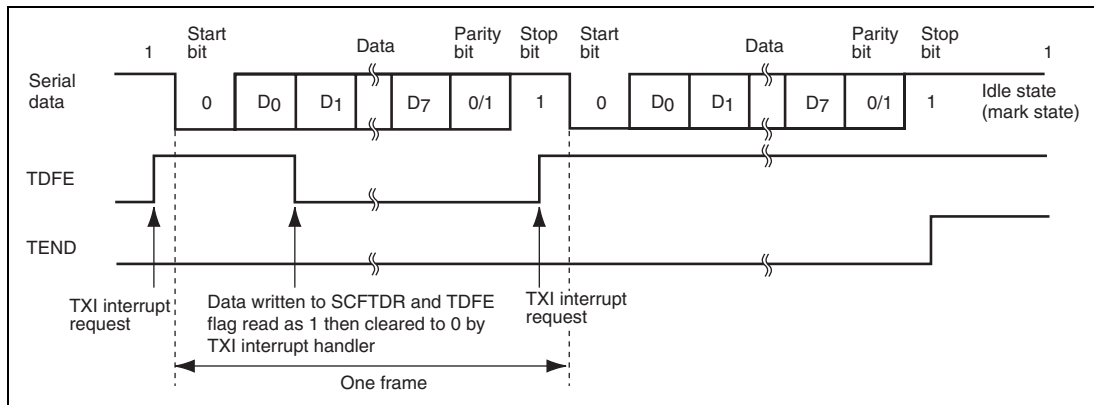 1 Start bit Data Parity bit Stop bit Start bit Data Parity bit Stop bit 1
Serial data 0 D0 D1 D7 0/1 1 0 D0 D1 D7 0/1 1 Idle state (mark state)
TDFE
TEND
TXI interrupt request
Data written to SCFTDR and TDFE
flag read as 1 then cleared to 0 by
TXI interrupt handler
TXI interrupt request
One frame